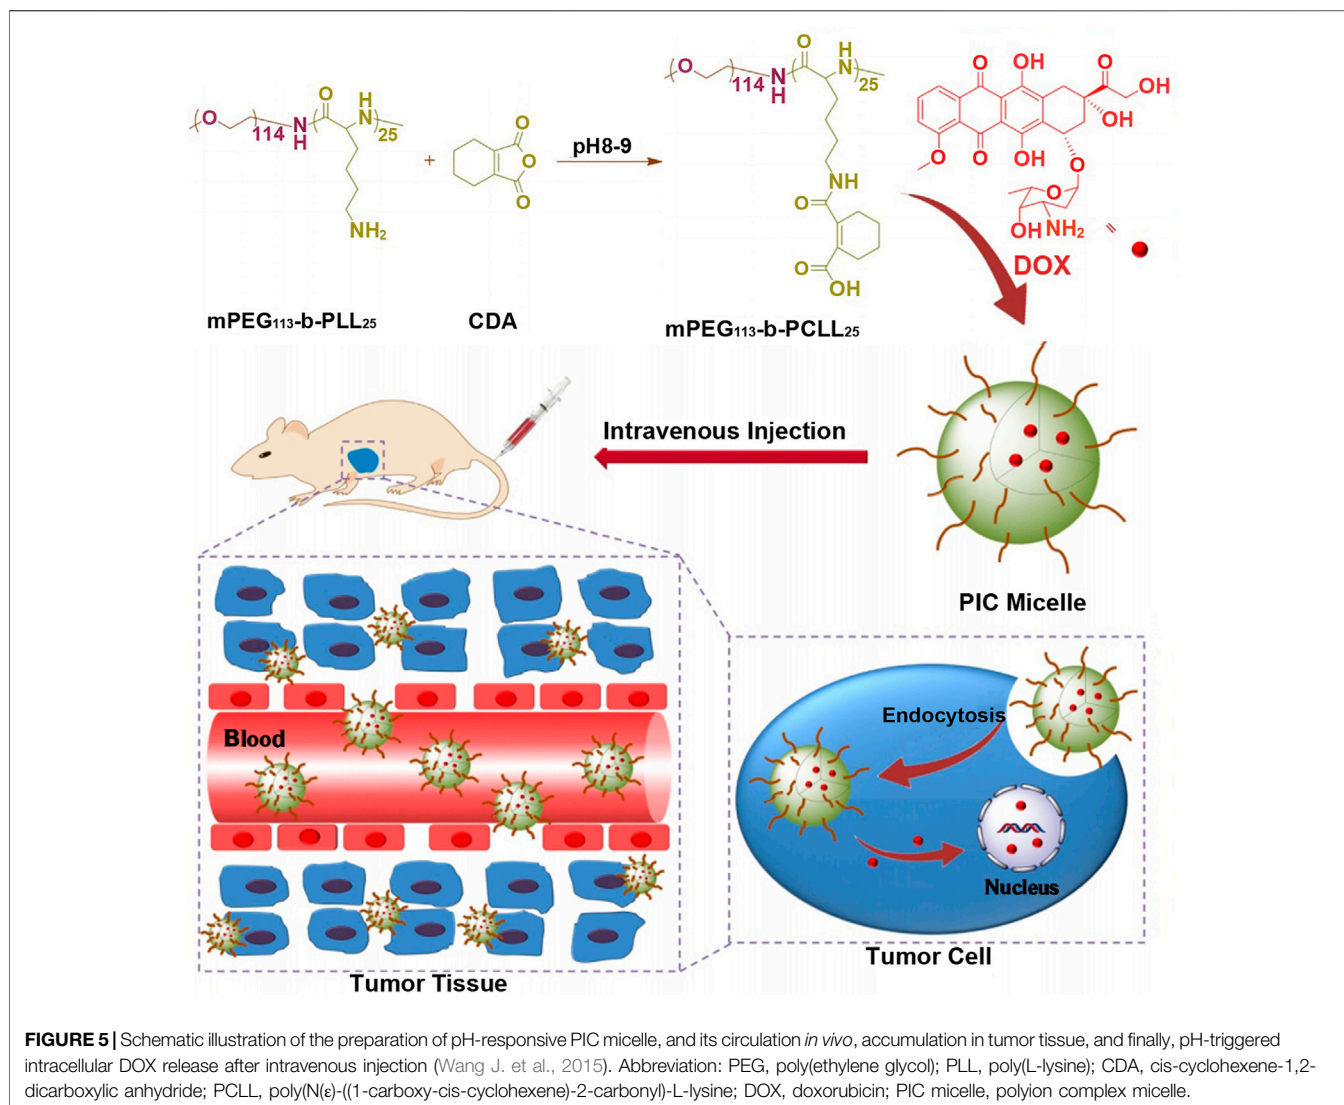 O
114
N
H
O
H
N
25
NH₂
+
O
O
O
pH8-9
O
114
N
H
O
H
N
25
NH
O
O
OH
O
OH
O
OH
OH
O
O
OH
O
O
OH
NH₂
=
DOX
mPEG₁₁₃-b-PLL₂₅
CDA
mPEG₁₁₃-b-PCLL₂₅
Intravenous Injection
PIC Micelle
Blood
Endocytosis
Nucleus
Tumor Cell
Tumor Tissue
FIGURE 5 | Schematic illustration of the preparation of pH-responsive PIC micelle, and its circulation in vivo, accumulation in tumor tissue, and finally, pH-triggered
intracellular DOX release after intravenous injection (Wang J. et al., 2015). Abbreviation: PEG, poly(ethylene glycol); PLL, poly(L-lysine); CDA, cis-cyclohexene-1,2-
dicarboxylic anhydride; PCLL, poly(N(ε)-((1-carboxy-cis-cyclohexene)-2-carbonyl)-L-lysine; DOX, doxorubicin; PIC micelle, polyion complex micelle.